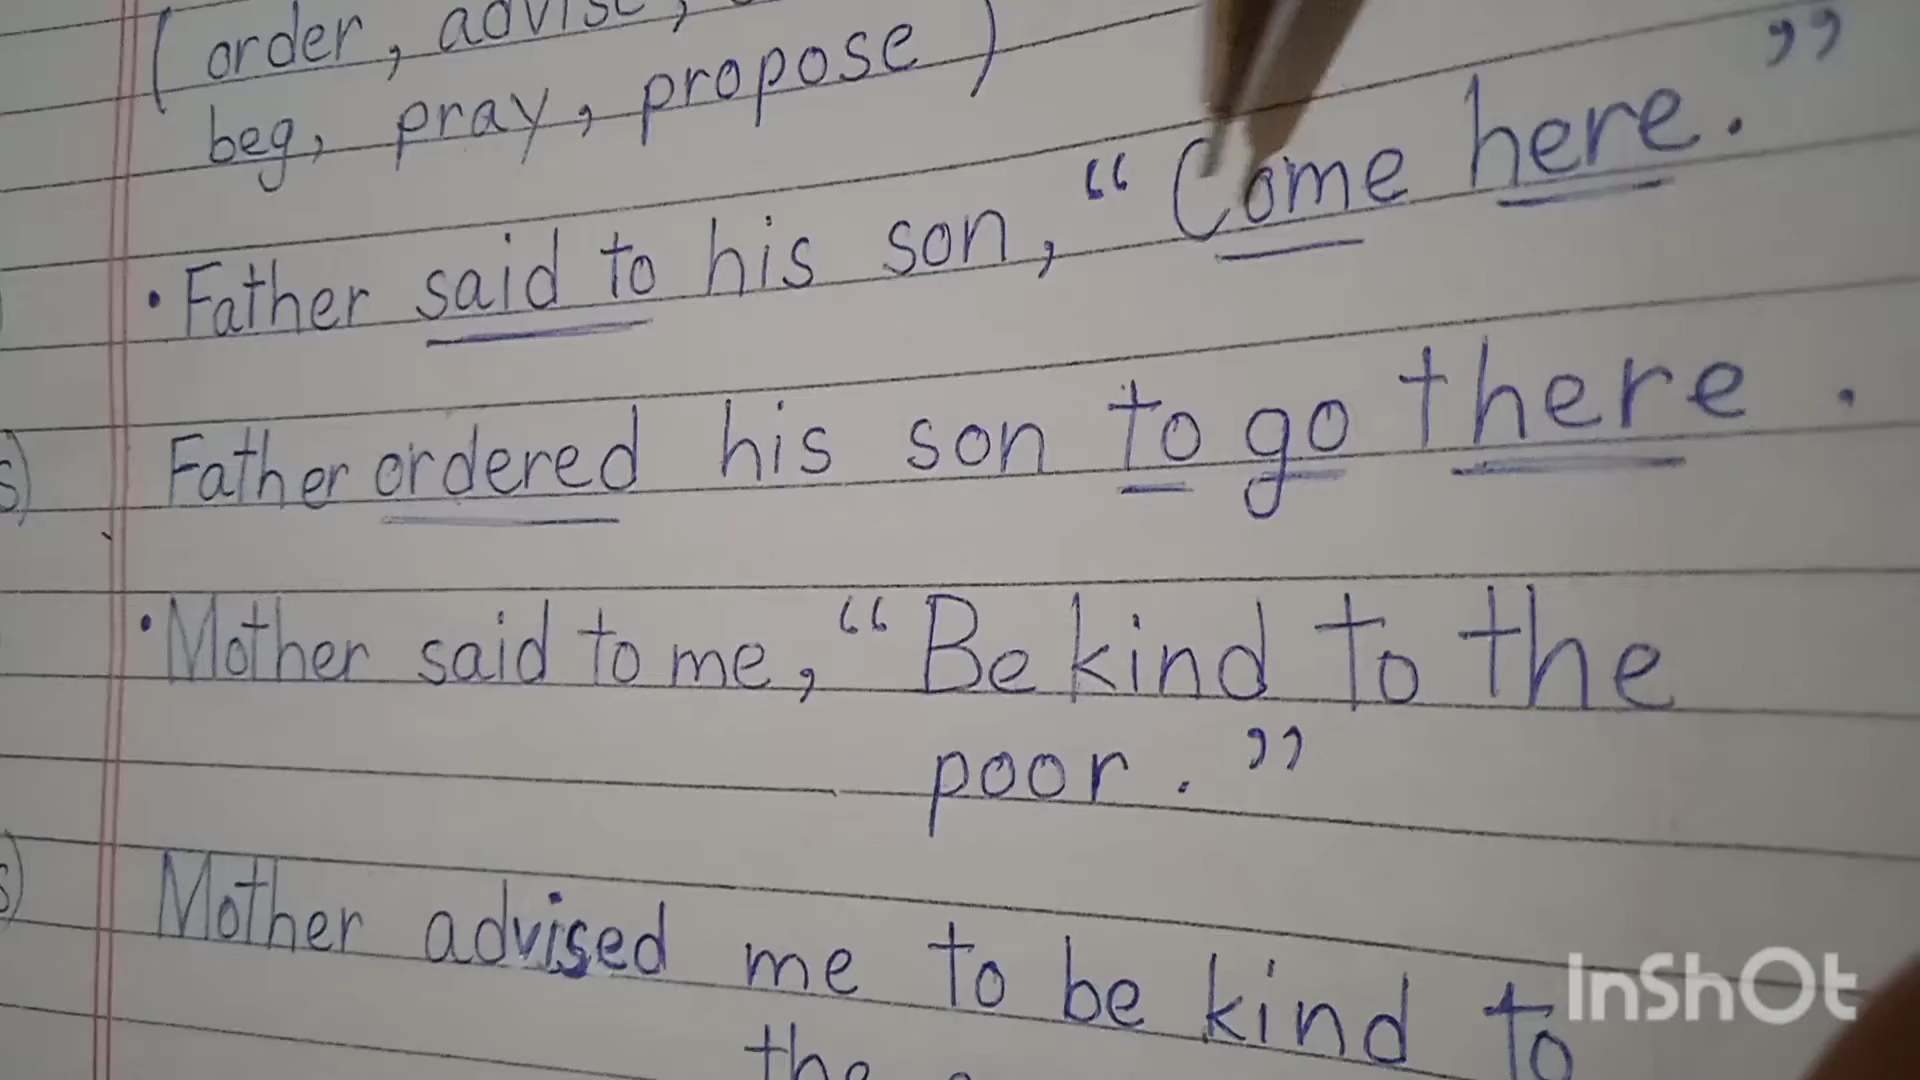 (order, advise,
beg, pray, propose)
• Father said to his son, “Come here.”
s) Father ordered his son to go there.
• Mother said to me, “Be kind to the
poor.”
s) Mother advised me to be kind to
the
InShOt